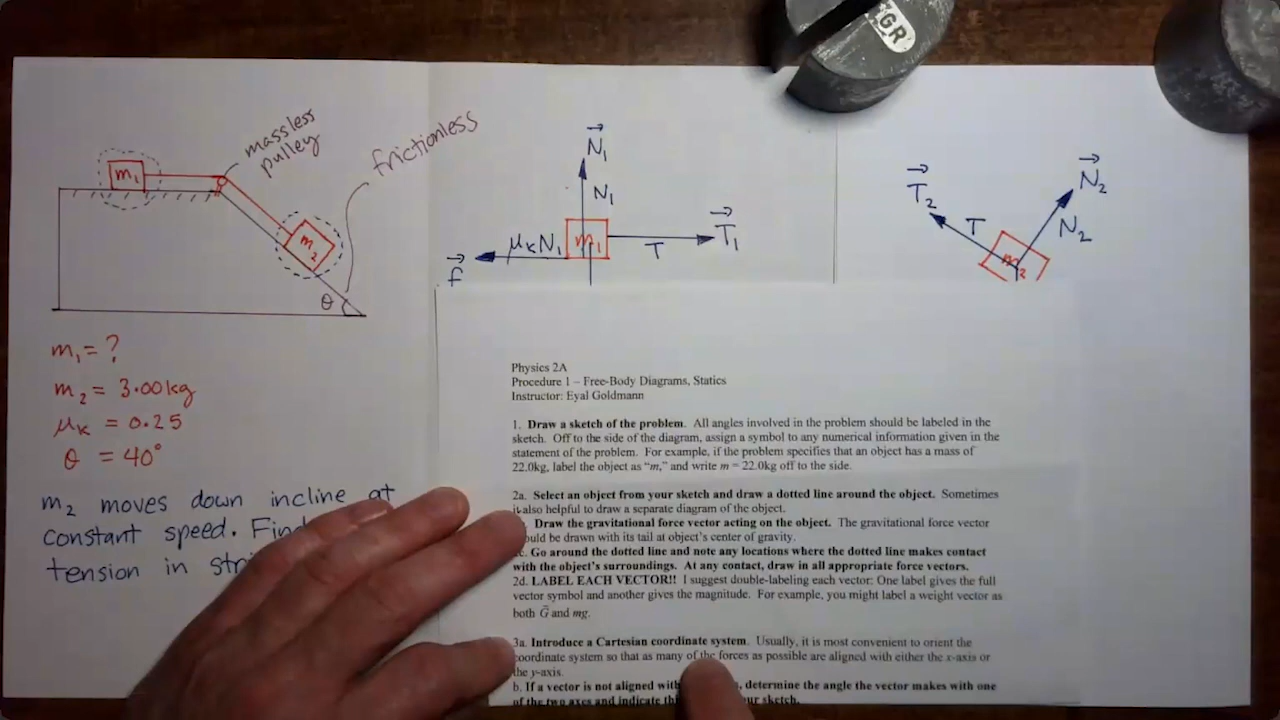 massless
pulley
frictionless
m₁
m₂
θ
m₁ = ?
m₂ = 3.00kg
μₖ = 0.25
θ = 40°
m₂ moves down incline at
constant speed. Find
tension in
N₁
N₁
μₖN₁
m₁
T
T₁
f
T₂
T
N₂
N₂
m₂
KGR
Physics 2A
Procedure 1 – Free-Body Diagrams, Statics
Instructor: Eyal Goldmann
1. Draw a sketch of the problem. All angles involved in the problem should be labeled in the
sketch. Off to the side of the diagram, assign a symbol to any numerical information given in the
statement of the problem. For example, if the problem specifies that an object has a mass of
22.0kg, label the object as “m,” and write m = 22.0kg off to the side.
2a. Select an object from your sketch and draw a dotted line around the object. Sometimes
it also helpful to draw a separate diagram of the object.
Draw the gravitational force vector acting on the object. The gravitational force vector
be drawn with its tail at object’s center of gravity.
Go around the dotted line and note any locations where the dotted line makes contact
with the object’s surroundings. At any contact, draw in all appropriate force vectors.
2d. LABEL EACH VECTOR!! I suggest double-labeling each vector: One label gives the full
vector symbol and another gives the magnitude. For example, you might label a weight vector as
both G⃗ and mg.
3a. Introduce a Cartesian coordinate system. Usually, it is most convenient to orient the
coordinate system so that as many of the forces as possible are aligned with either the x-axis or
the y-axis.
b. If a vector is not aligned with, determine the angle the vector makes with one
of the two axes and indicate sketch.